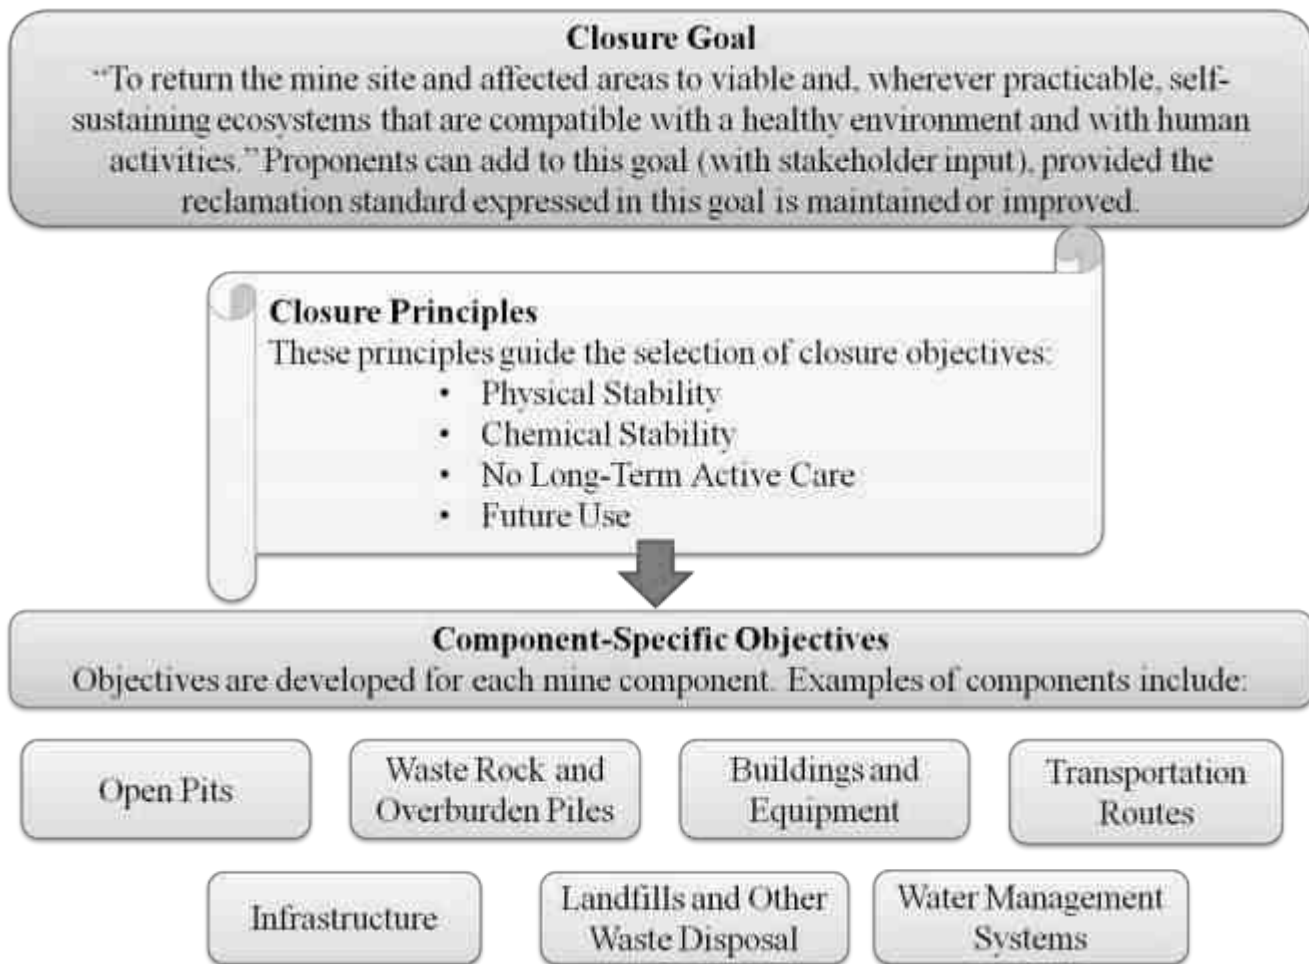 Closure Goal
“To return the mine site and affected areas to viable and, wherever practicable, self-
sustaining ecosystems that are compatible with a healthy environment and with human
activities.” Proponents can add to this goal (with stakeholder input), provided the
reclamation standard expressed in this goal is maintained or improved.
Closure Principles
These principles guide the selection of closure objectives:
• Physical Stability
• Chemical Stability
• No Long-Term Active Care
• Future Use
Component-Specific Objectives
Objectives are developed for each mine component. Examples of components include:
Open Pits
Waste Rock and
Overburden Piles
Buildings and
Equipment
Transportation
Routes
Infrastructure
Landfills and Other
Waste Disposal
Water Management
Systems